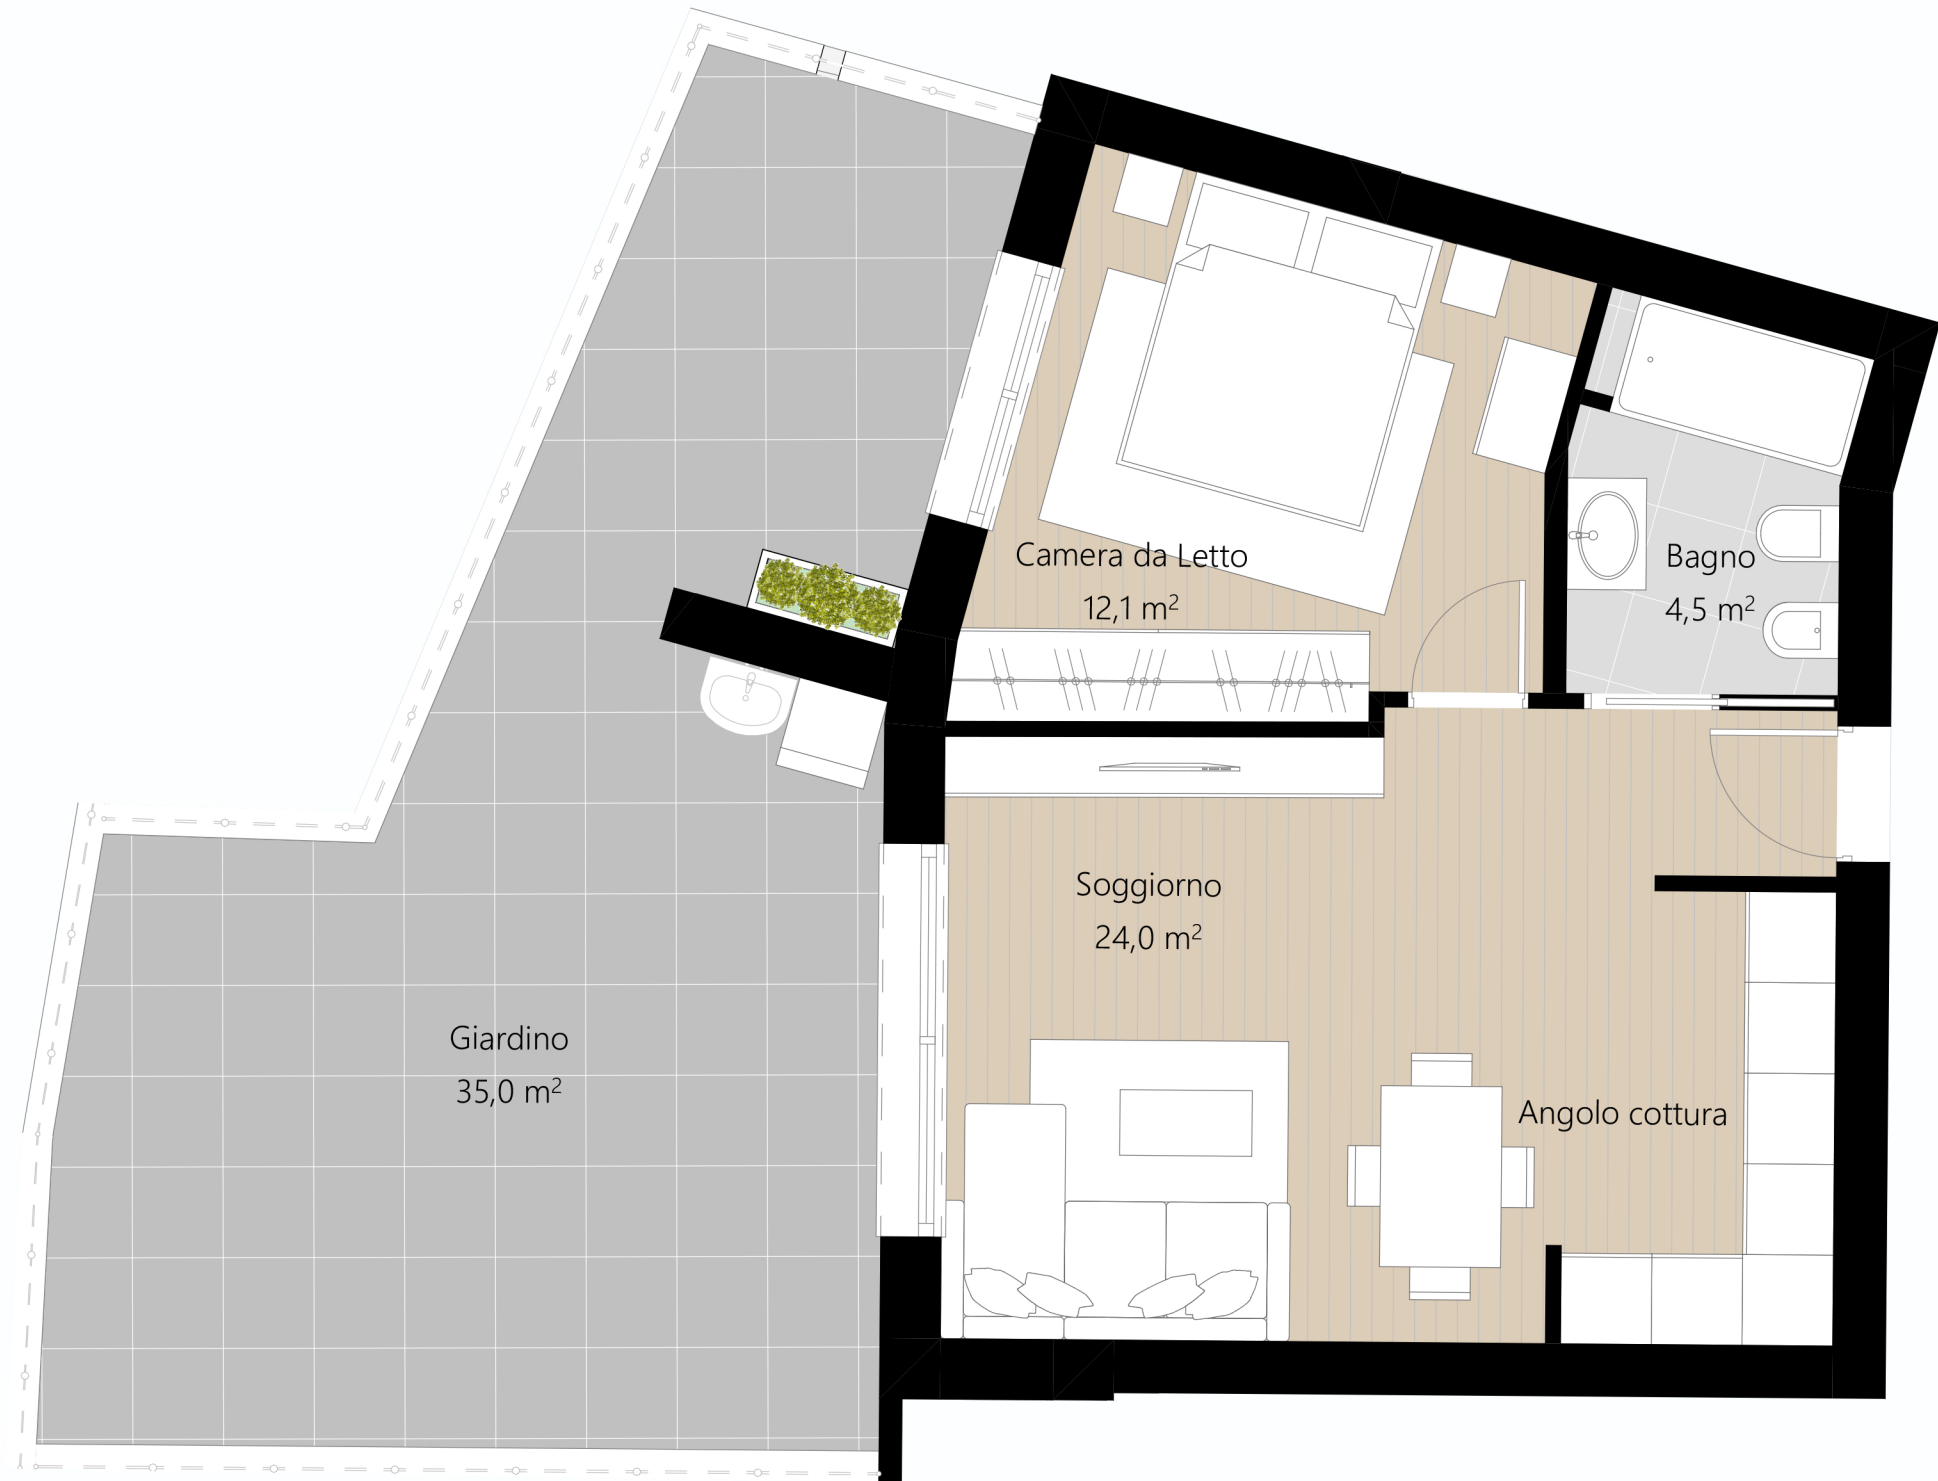 Camera da Letto
12,1 m²
Bagno
4,5 m²
Soggiorno
24,0 m²
Giardino
35,0 m²
Angolo cottura